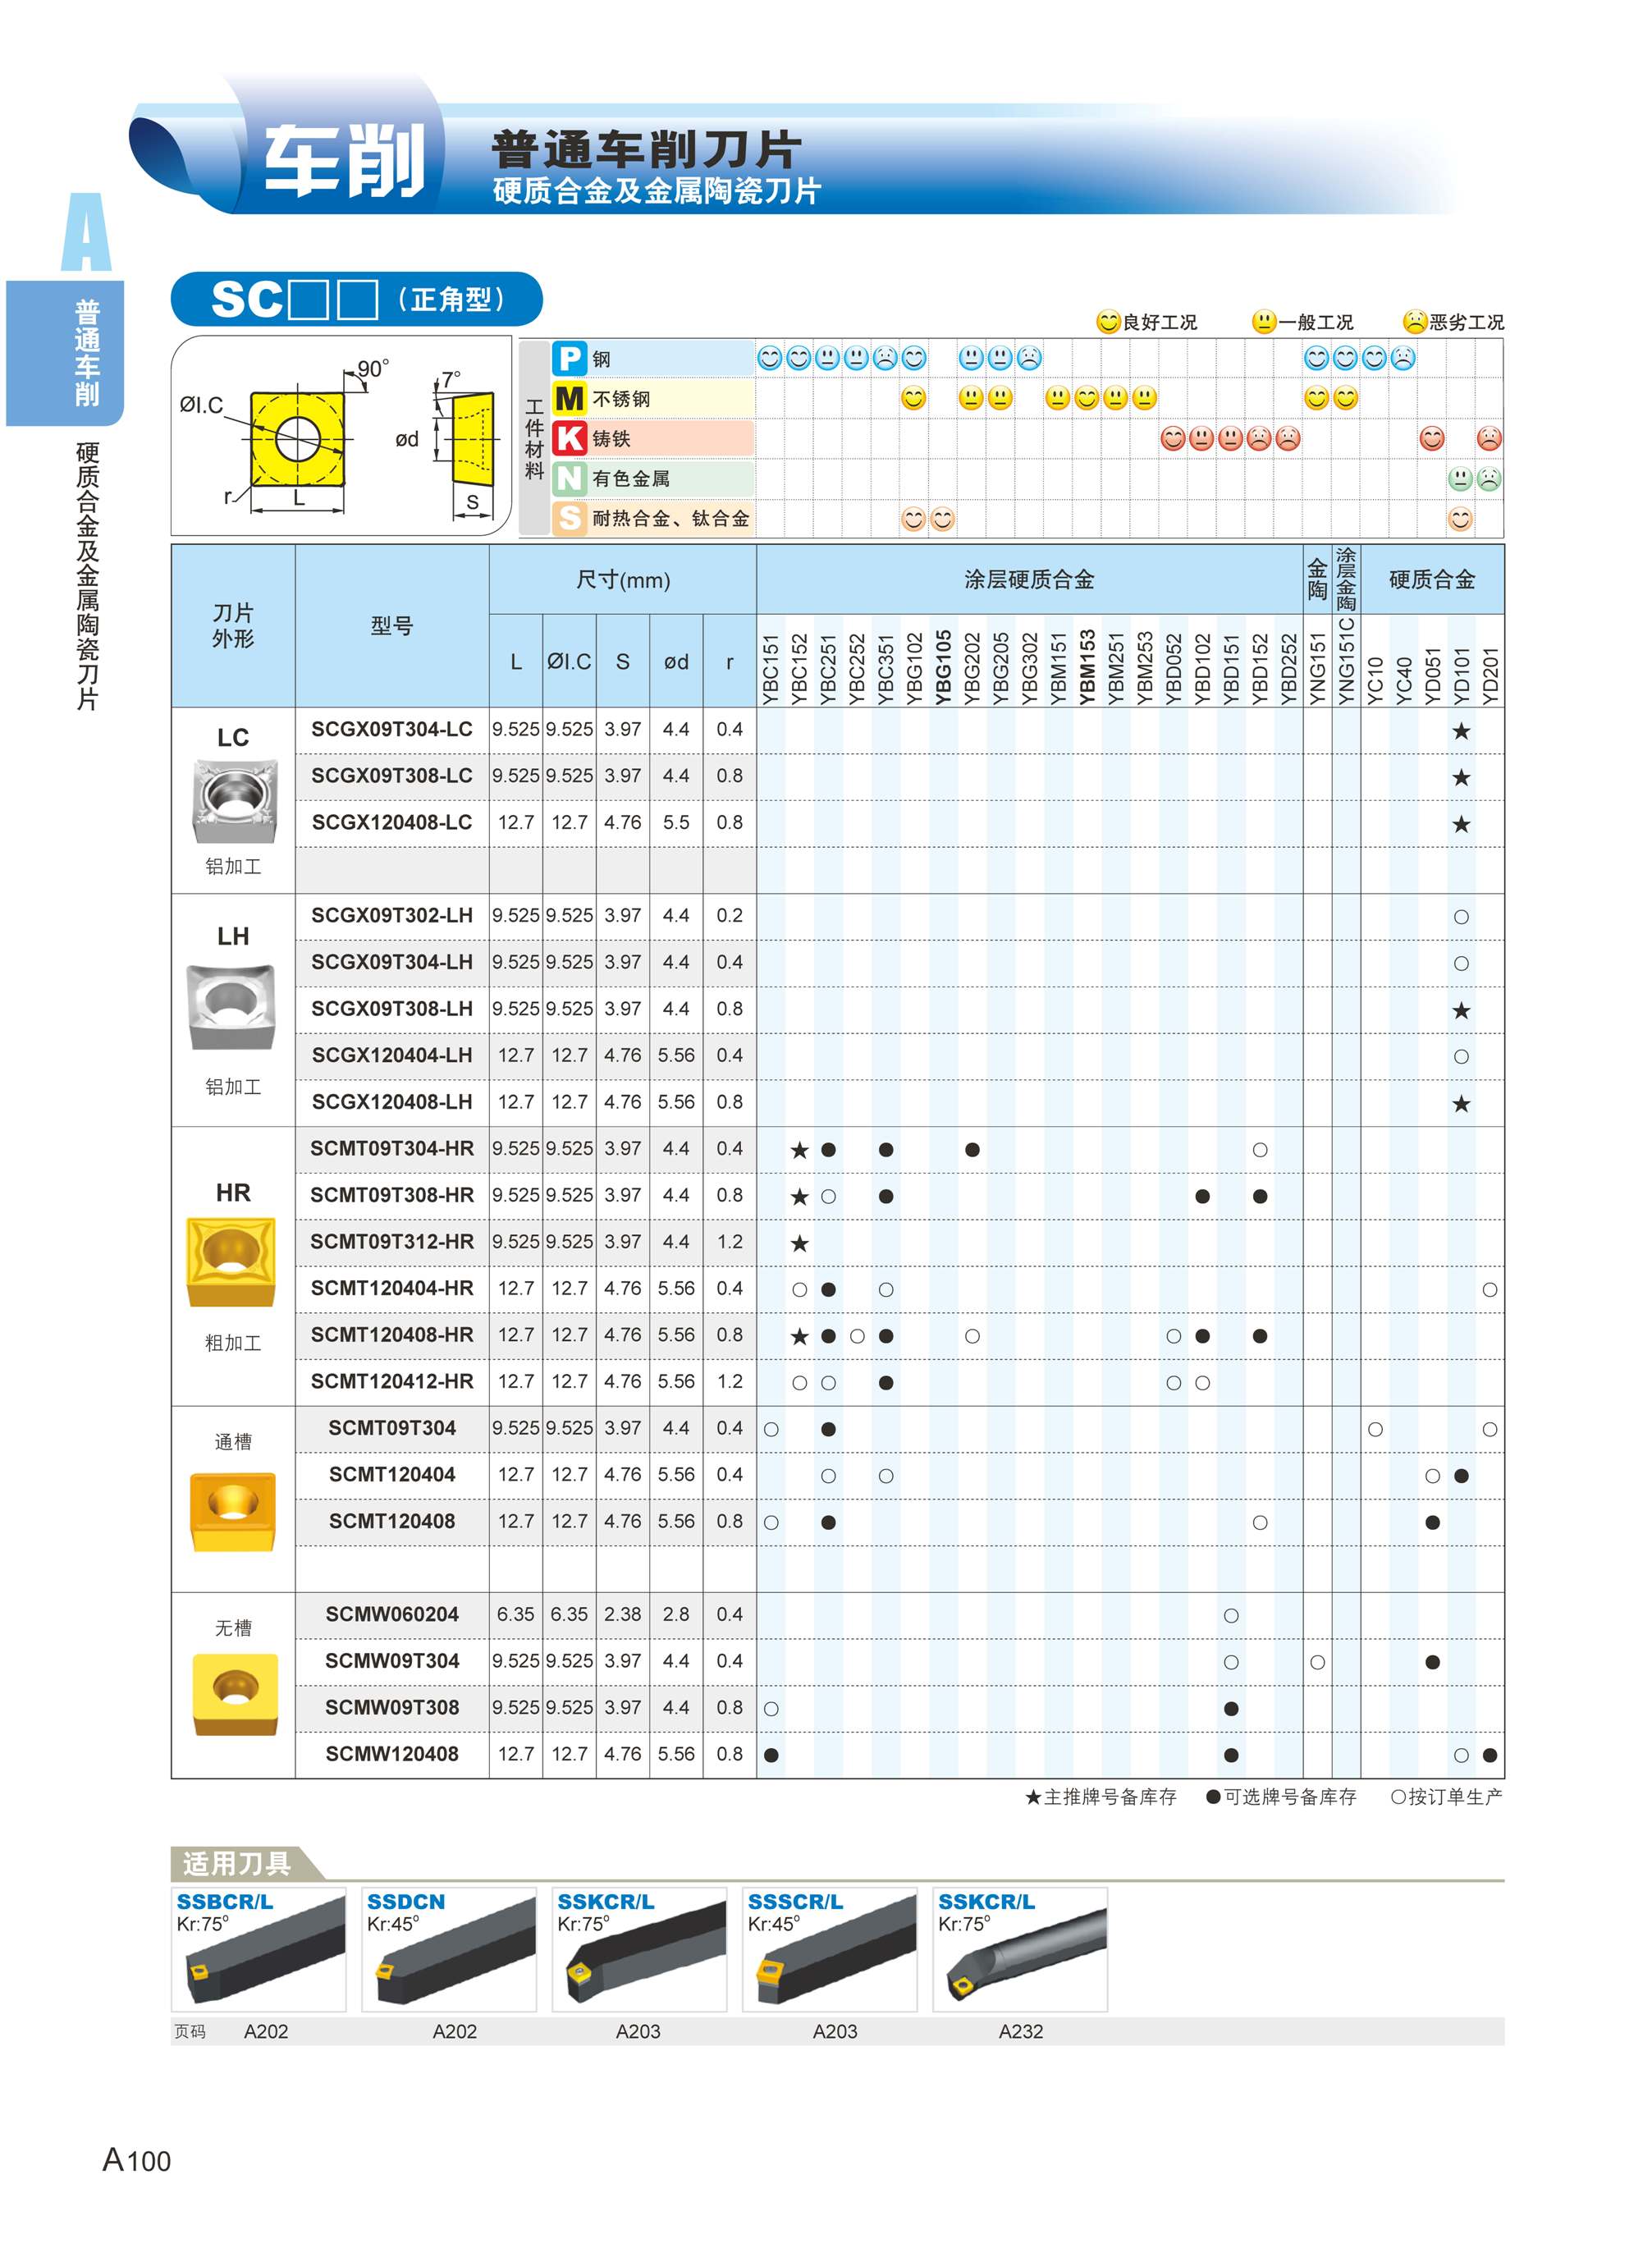 车削
普通车削刀片
硬质合金及金属陶瓷刀片
A
普通车削
硬质合金及金属陶瓷刀片
SC□□（正角型）
良好工况 一般工况 恶劣工况
90°
7°
ØI.C
ød
r
L
S
工件材料
P 钢
M 不锈钢
K 铸铁
N 有色金属
S 耐热合金、钛合金
刀片外形 型号 尺寸(mm) 涂层硬质合金 金陶 涂层金陶 硬质合金
L ØI.C S ød r YBC151 YBC152 YBC251 YBC252 YBC351 YBG102 YBG105 YBG202 YBG205 YBG302 YBM151 YBM153 YBM251 YBM253 YBD052 YBD102 YBD151 YBD152 YBD252 YNG151 YNG151C YC10 YC40 YD051 YD101 YD201
LC
铝加工
SCGX09T304-LC 9.525 9.525 3.97 4.4 0.4 ★
SCGX09T308-LC 9.525 9.525 3.97 4.4 0.8 ★
SCGX120408-LC 12.7 12.7 4.76 5.5 0.8 ★
LH
铝加工
SCGX09T302-LH 9.525 9.525 3.97 4.4 0.2 ○
SCGX09T304-LH 9.525 9.525 3.97 4.4 0.4 ○
SCGX09T308-LH 9.525 9.525 3.97 4.4 0.8 ★
SCGX120404-LH 12.7 12.7 4.76 5.56 0.4 ○
SCGX120408-LH 12.7 12.7 4.76 5.56 0.8 ★
HR
粗加工
SCMT09T304-HR 9.525 9.525 3.97 4.4 0.4 ★ ● ● ● ○
SCMT09T308-HR 9.525 9.525 3.97 4.4 0.8 ★ ○ ● ● ●
SCMT09T312-HR 9.525 9.525 3.97 4.4 1.2 ★
SCMT120404-HR 12.7 12.7 4.76 5.56 0.4 ○ ● ○ ○
SCMT120408-HR 12.7 12.7 4.76 5.56 0.8 ★ ● ○ ● ○ ○ ● ●
SCMT120412-HR 12.7 12.7 4.76 5.56 1.2 ○ ○ ● ○ ○
通槽
SCMT09T304 9.525 9.525 3.97 4.4 0.4 ○ ● ○ ○
SCMT120404 12.7 12.7 4.76 5.56 0.4 ○ ○ ○ ●
SCMT120408 12.7 12.7 4.76 5.56 0.8 ○ ● ○ ●
无槽
SCMW060204 6.35 6.35 2.38 2.8 0.4 ○
SCMW09T304 9.525 9.525 3.97 4.4 0.4 ○ ○ ●
SCMW09T308 9.525 9.525 3.97 4.4 0.8 ○ ●
SCMW120408 12.7 12.7 4.76 5.56 0.8 ● ● ○ ●
★主推牌号备库存 ●可选牌号备库存 ○按订单生产
适用刀具
SSBCR/L SSDCN SSKCR/L SSSCR/L SSKCR/L
Kr:75° Kr:45° Kr:75° Kr:45° Kr:75°
页码 A202 A202 A203 A203 A232
A100